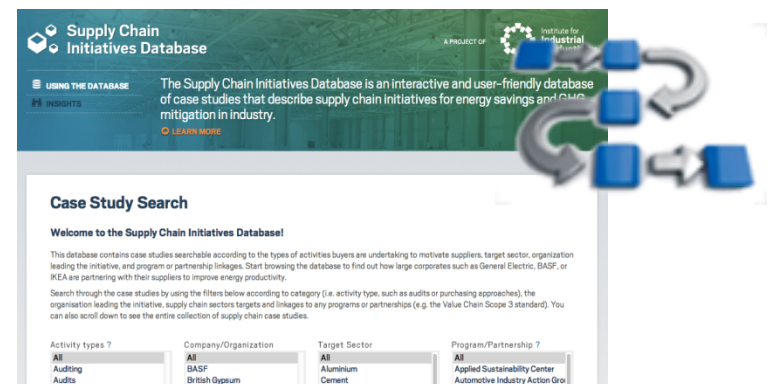 Supply Chain
Initiatives Database
A PROJECT OF
Institute for
Industrial
USING THE DATABASE
INSIGHTS
The Supply Chain Initiatives Database is an interactive and user-friendly database
of case studies that describe supply chain initiatives for energy savings and GHG
mitigation in industry.
LEARN MORE
Case Study Search
Welcome to the Supply Chain Initiatives Database!
This database contains case studies searchable according to the types of activities buyers are undertaking to motivate suppliers, target sector, organization
leading the initiative, and program or partnership linkages. Start browsing the database to find out how large corporates such as General Electric, BASF, or
IKEA are partnering with their suppliers to improve energy productivity.
Search through the case studies by using the filters below according to category (i.e. activity type, such as audits or purchasing approaches), the
organisation leading the initiative, supply chain sectors targets and linkages to any programs or partnerships (e.g. the Value Chain Scope 3 standard). You
can also scroll down to see the entire collection of supply chain case studies.
Activity types ? Company/Organization Target Sector Program/Partnership ?
All All All All
Auditing BASF Aluminium Applied Sustainability Center
Audits British Gypsum Cement Automotive Industry Action Grou